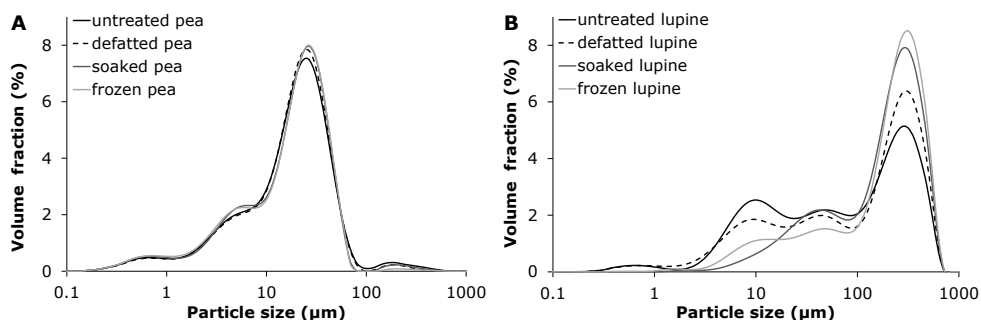 A
untreated pea
defatted pea
soaked pea
frozen pea
Volume fraction (%)
8
6
4
2
0
0.1 1 10 100 1000
Particle size (μm)
B
untreated lupine
defatted lupine
soaked lupine
frozen lupine
Volume fraction (%)
8
6
4
2
0
0.1 1 10 100 1000
Particle size (μm)